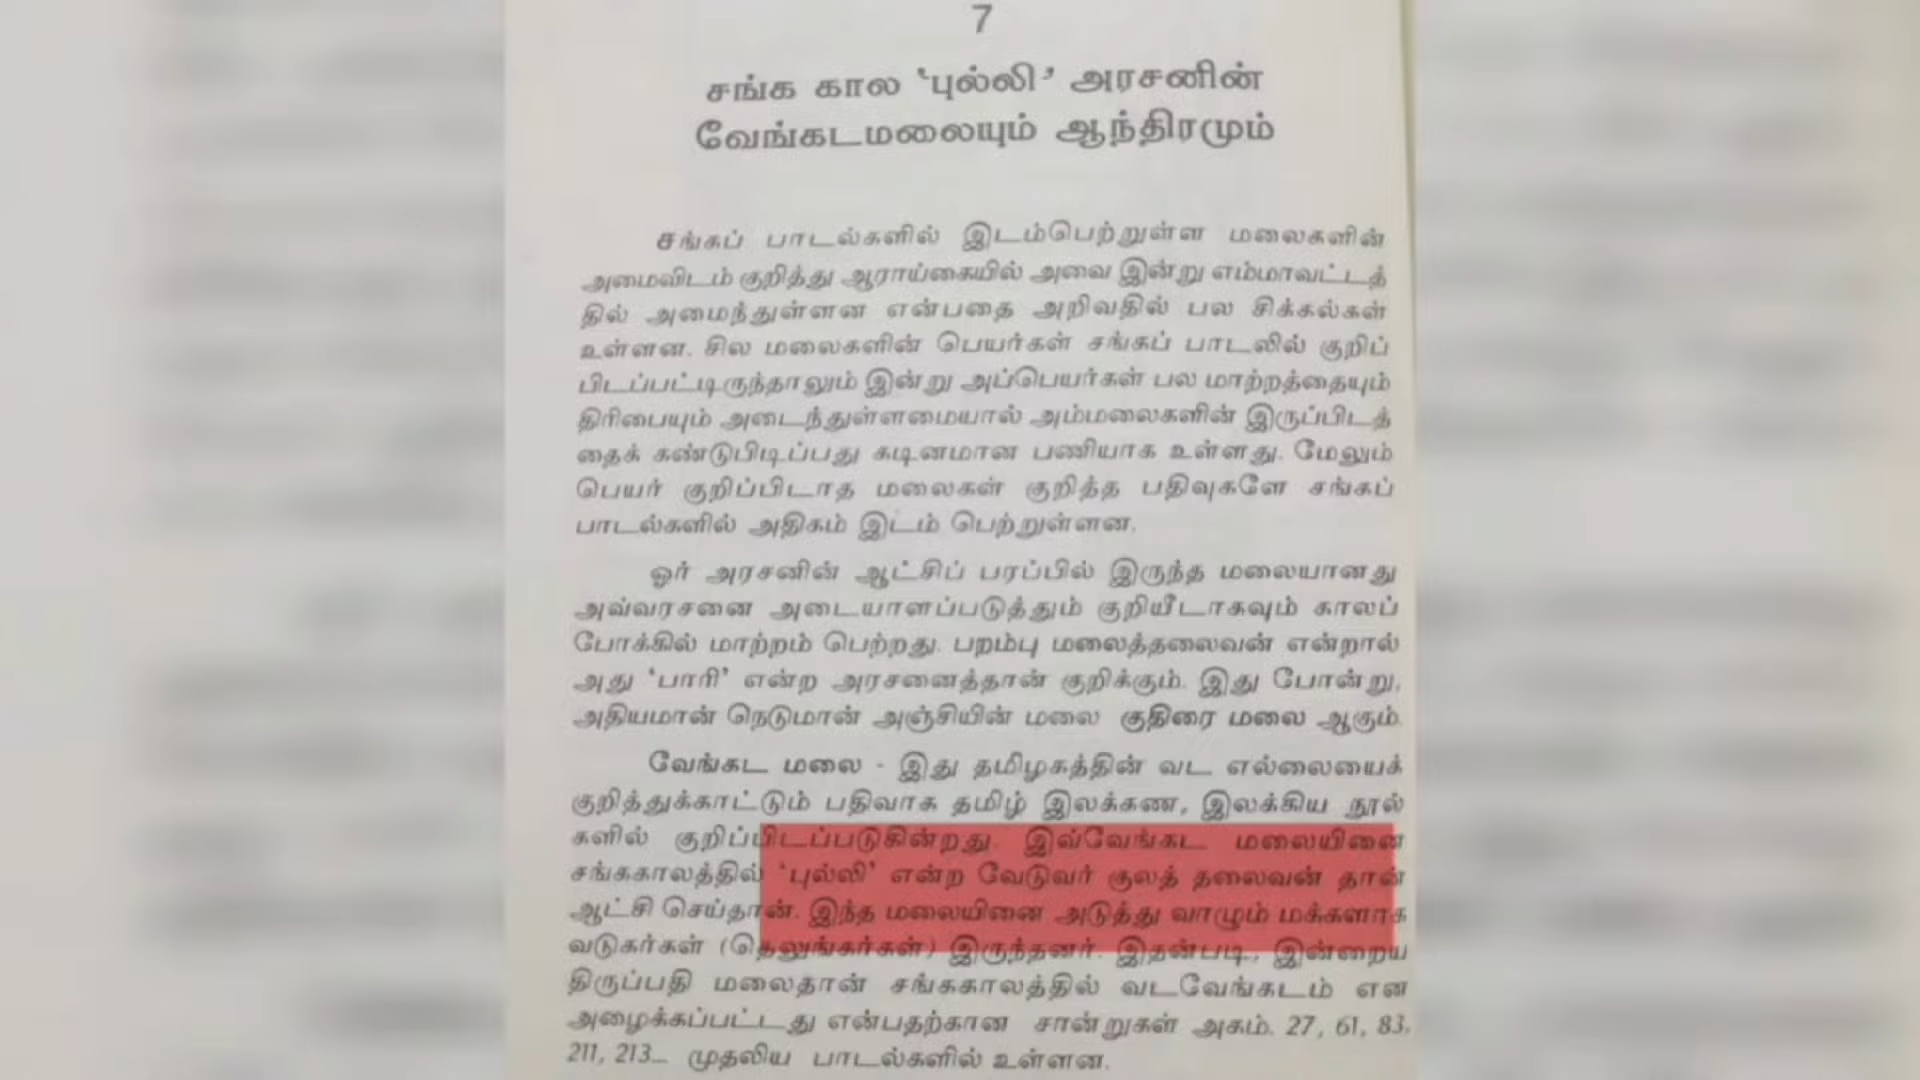 7
சங்க கால ‘புல்லி’ அரசனின்
வேங்கடமலையும் ஆந்திரமும்
சங்கப் பாடல்களில் இடம்பெற்றுள்ள மலைகளின்
அமைவிடம் குறித்து ஆராய்கையில் அவை இன்று எம்மாவட்டத்
தில் அமைந்துள்ளன என்பதை அறிவதில் பல சிக்கல்கள்
உள்ளன. சில மலைகளின் பெயர்கள் சங்கப் பாடலில் குறிப்
பிடப்பட்டிருந்தாலும் இன்று அப்பெயர்கள் பல மாற்றத்தையும்
திரிபையும் அடைந்துள்ளமையால் அம்மலைகளின் இருப்பிடத்
தைக் கண்டுபிடிப்பது கடினமான பணியாக உள்ளது. மேலும்
பெயர் குறிப்பிடாத மலைகள் குறித்த பதிவுகளே சங்கப்
பாடல்களில் அதிகம் இடம் பெற்றுள்ளன.
ஓர் அரசனின் ஆட்சிப் பரப்பில் இருந்த மலையானது
அவ்வரசனை அடையாளப்படுத்தும் குறியீடாகவும் காலப்
போக்கில் மாற்றம் பெற்றது. பறம்பு மலைத்தலைவன் என்றால்
அது ‘பாரி’ என்ற அரசனைத்தான் குறிக்கும். இது போன்று,
அதியமான் நெடுமான் அஞ்சியின் மலை குதிரை மலை ஆகும்.
வேங்கட மலை - இது தமிழகத்தின் வட எல்லையைக்
குறித்துக்காட்டும் பதிவாக தமிழ் இலக்கண, இலக்கிய நூல்
களில் குறிப்பிடப்படுகின்றது. இவ்வேங்கட மலையினை
சங்ககாலத்தில் ‘புல்லி’ என்ற வேடுவர் குலத் தலைவன் தான்
ஆட்சி செய்தான். இந்த மலையினை அடுத்து வாழும் மக்களாக
வடுகர்கள் (தெலுங்கர்கள்) இருந்தனர். இதன்படி, இன்றைய
திருப்பதி மலைதான் சங்ககாலத்தில் வடவேங்கடம் என
அழைக்கப்பட்டது என்பதற்கான சான்றுகள் அகம். 27, 61, 83,
211, 213... முதலிய பாடல்களில் உள்ளன.